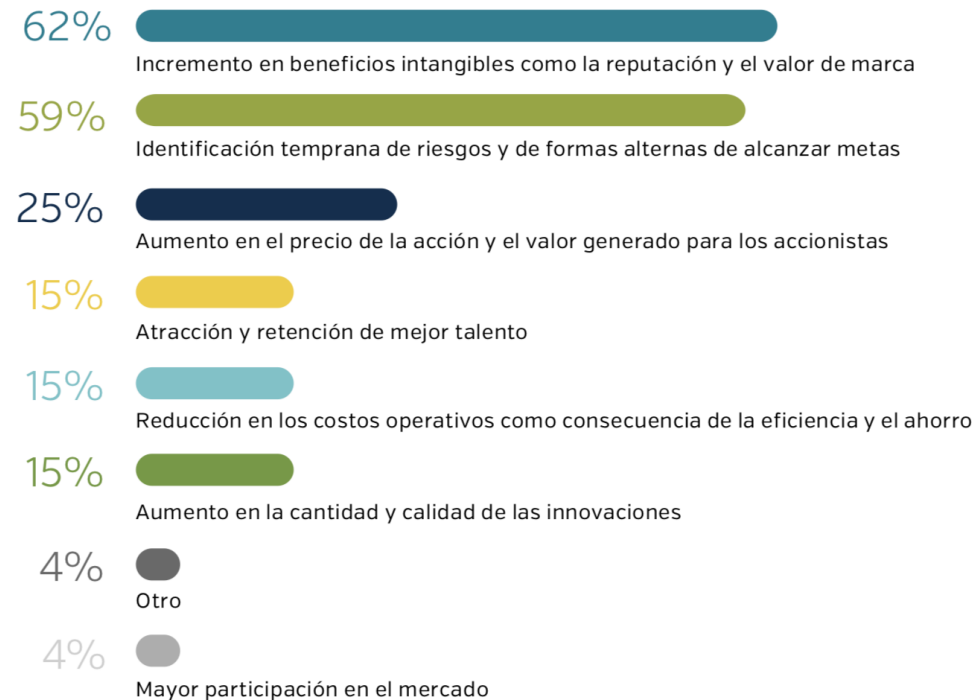 62%
Incremento en beneficios intangibles como la reputación y el valor de marca
59%
Identificación temprana de riesgos y de formas alternas de alcanzar metas
25%
Aumento en el precio de la acción y el valor generado para los accionistas
15%
Atracción y retención de mejor talento
15%
Reducción en los costos operativos como consecuencia de la eficiencia y el ahorro
15%
Aumento en la cantidad y calidad de las innovaciones
4%
Otro
4%
Mayor participación en el mercado